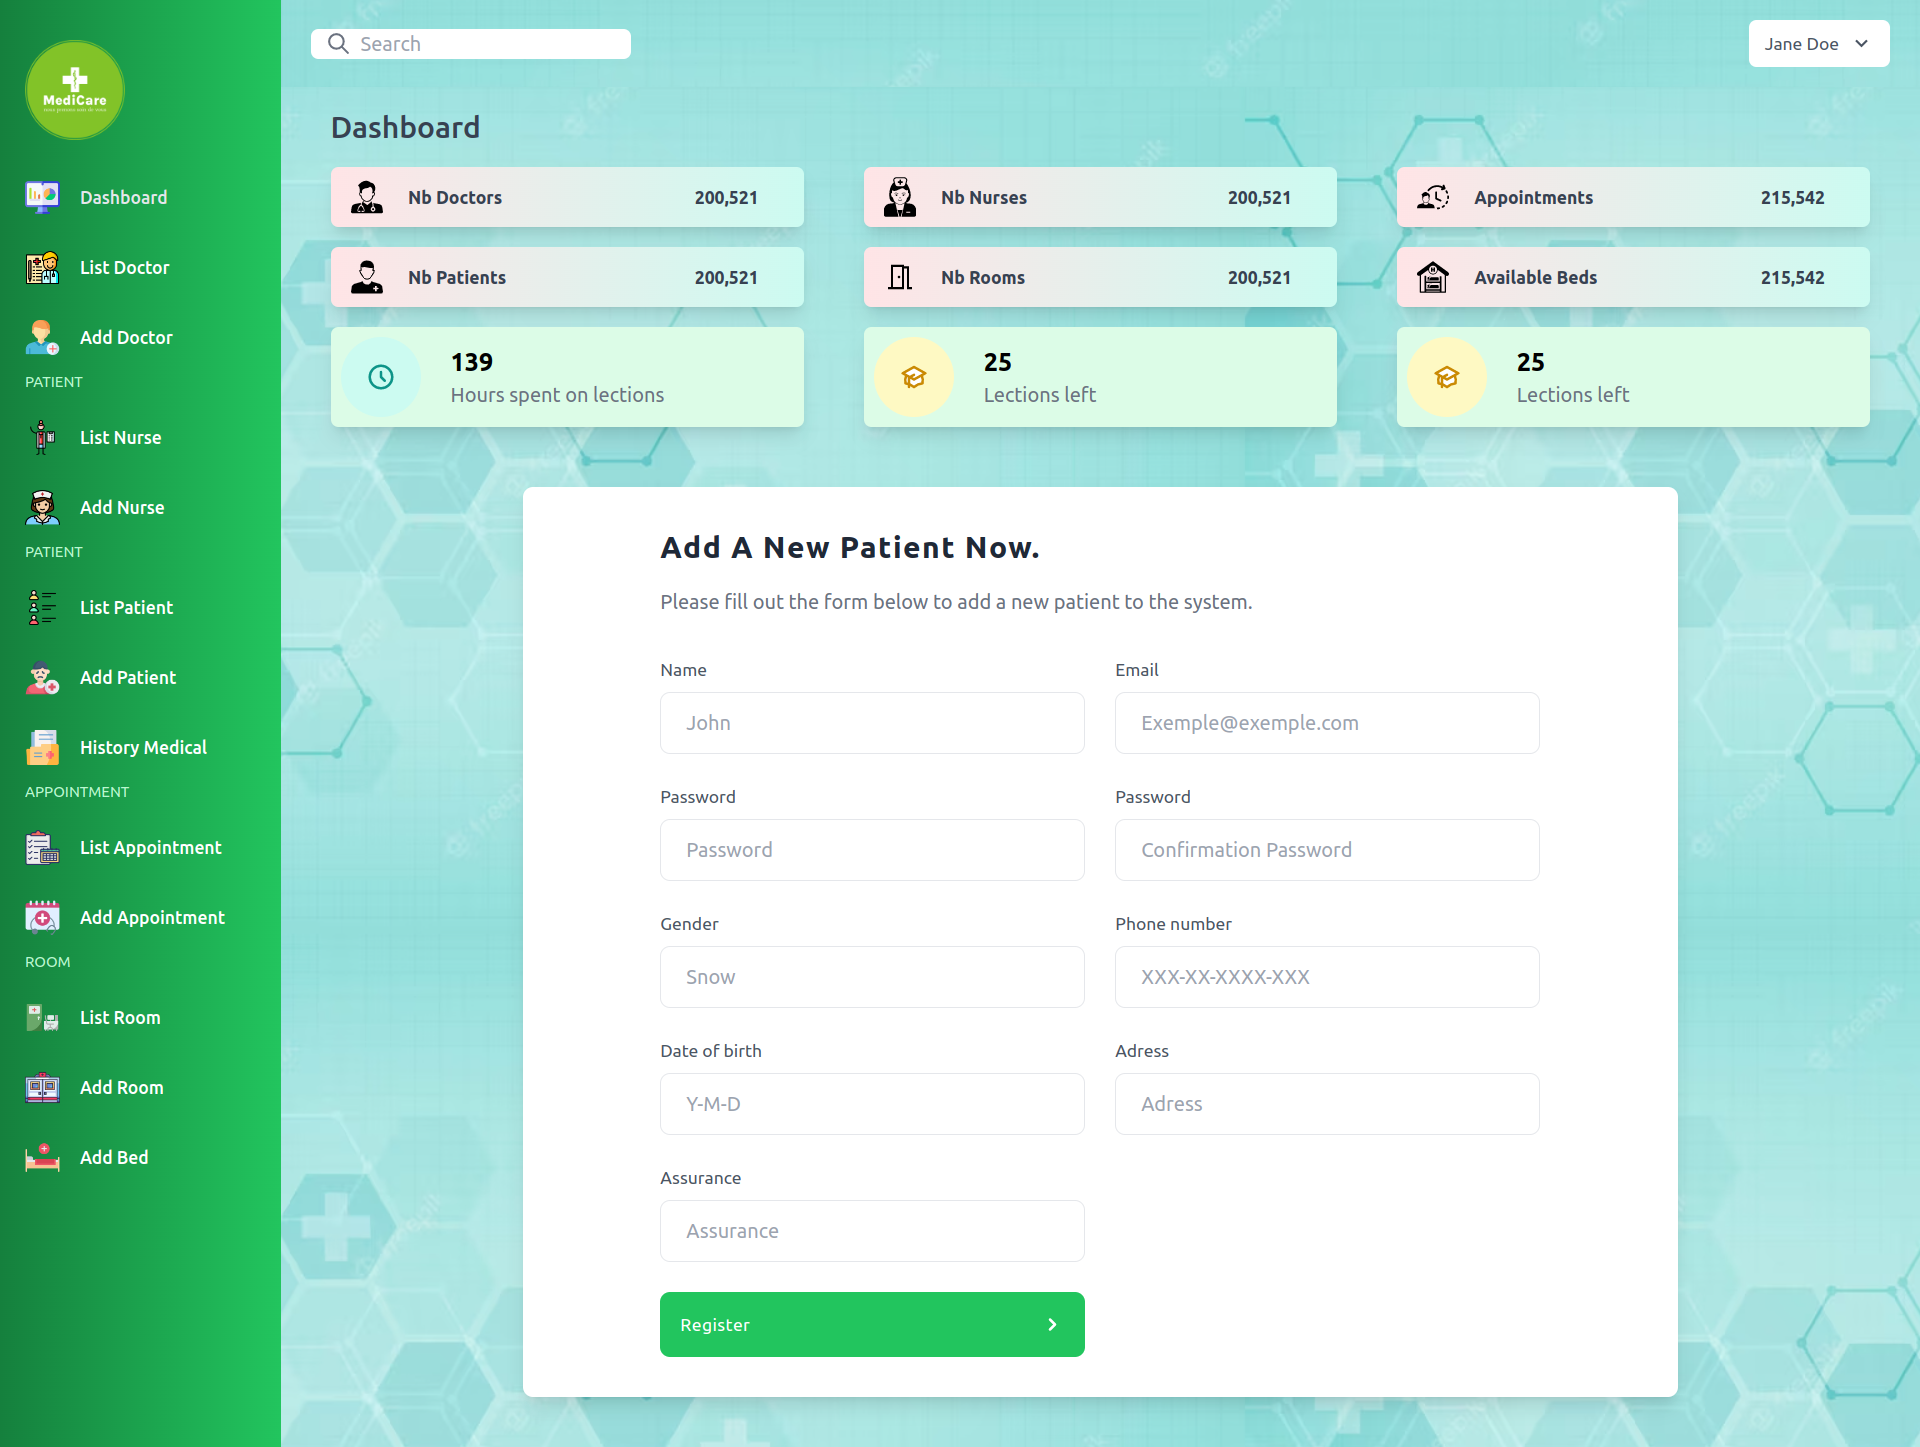 MediCare
Dashboard
List Doctor
Add Doctor
PATIENT
List Nurse
Add Nurse
PATIENT
List Patient
Add Patient
History Medical
APPOINTMENT
List Appointment
Add Appointment
ROOM
List Room
Add Room
Add Bed
Search
Jane Doe
Dashboard
Nb Doctors 200,521
Nb Nurses 200,521
Appointments 215,542
Nb Patients 200,521
Nb Rooms 200,521
Available Beds 215,542
139
Hours spent on lections
25
Lections left
25
Lections left
Add A New Patient Now.
Please fill out the form below to add a new patient to the system.
Name
John
Email
Exemple@exemple.com
Password
Password
Password
Confirmation Password
Gender
Snow
Phone number
XXX-XX-XXXX-XXX
Date of birth
Y-M-D
Adress
Adress
Assurance
Assurance
Register